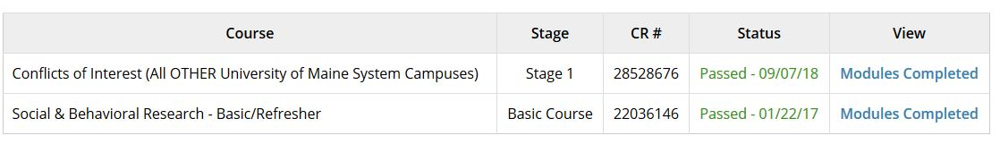 Course Stage CR # Status View
Conflicts of Interest (All OTHER University of Maine System Campuses) Stage 1 28528676 Passed - 09/07/18 Modules Completed
Social & Behavioral Research - Basic/Refresher Basic Course 22036146 Passed - 01/22/17 Modules Completed